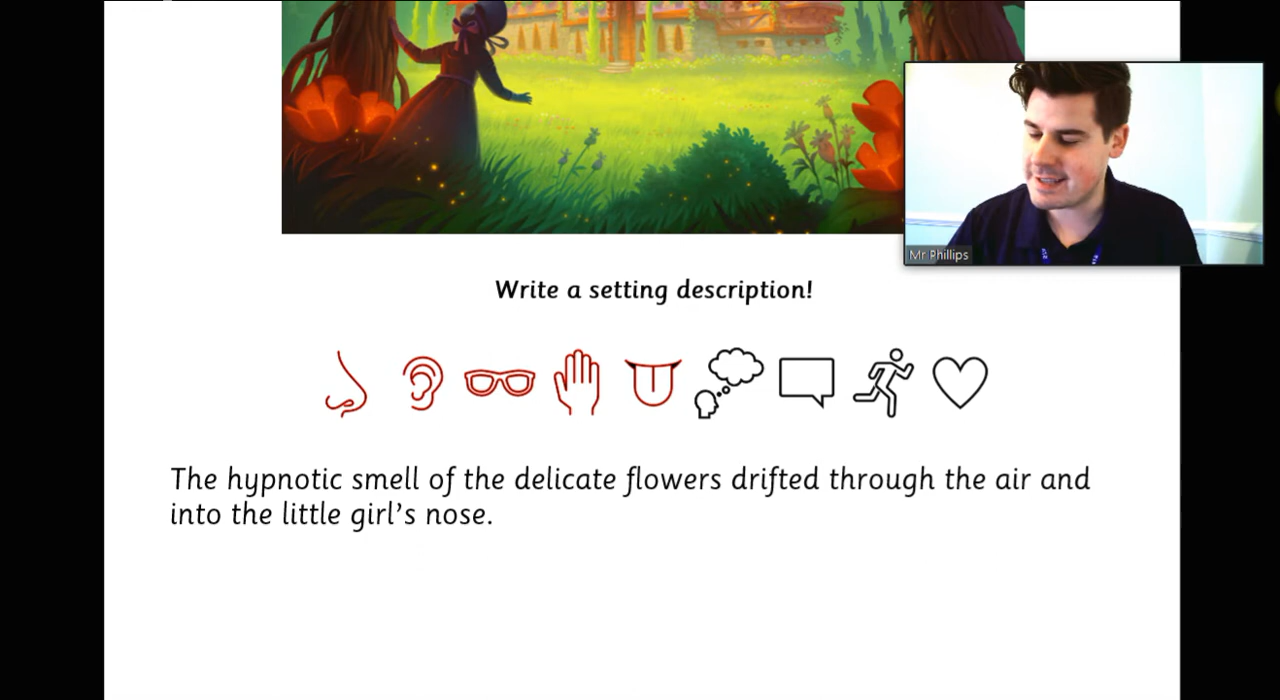 Mr Phillips
Write a setting description!
The hypnotic smell of the delicate flowers drifted through the air and
into the little girl’s nose.